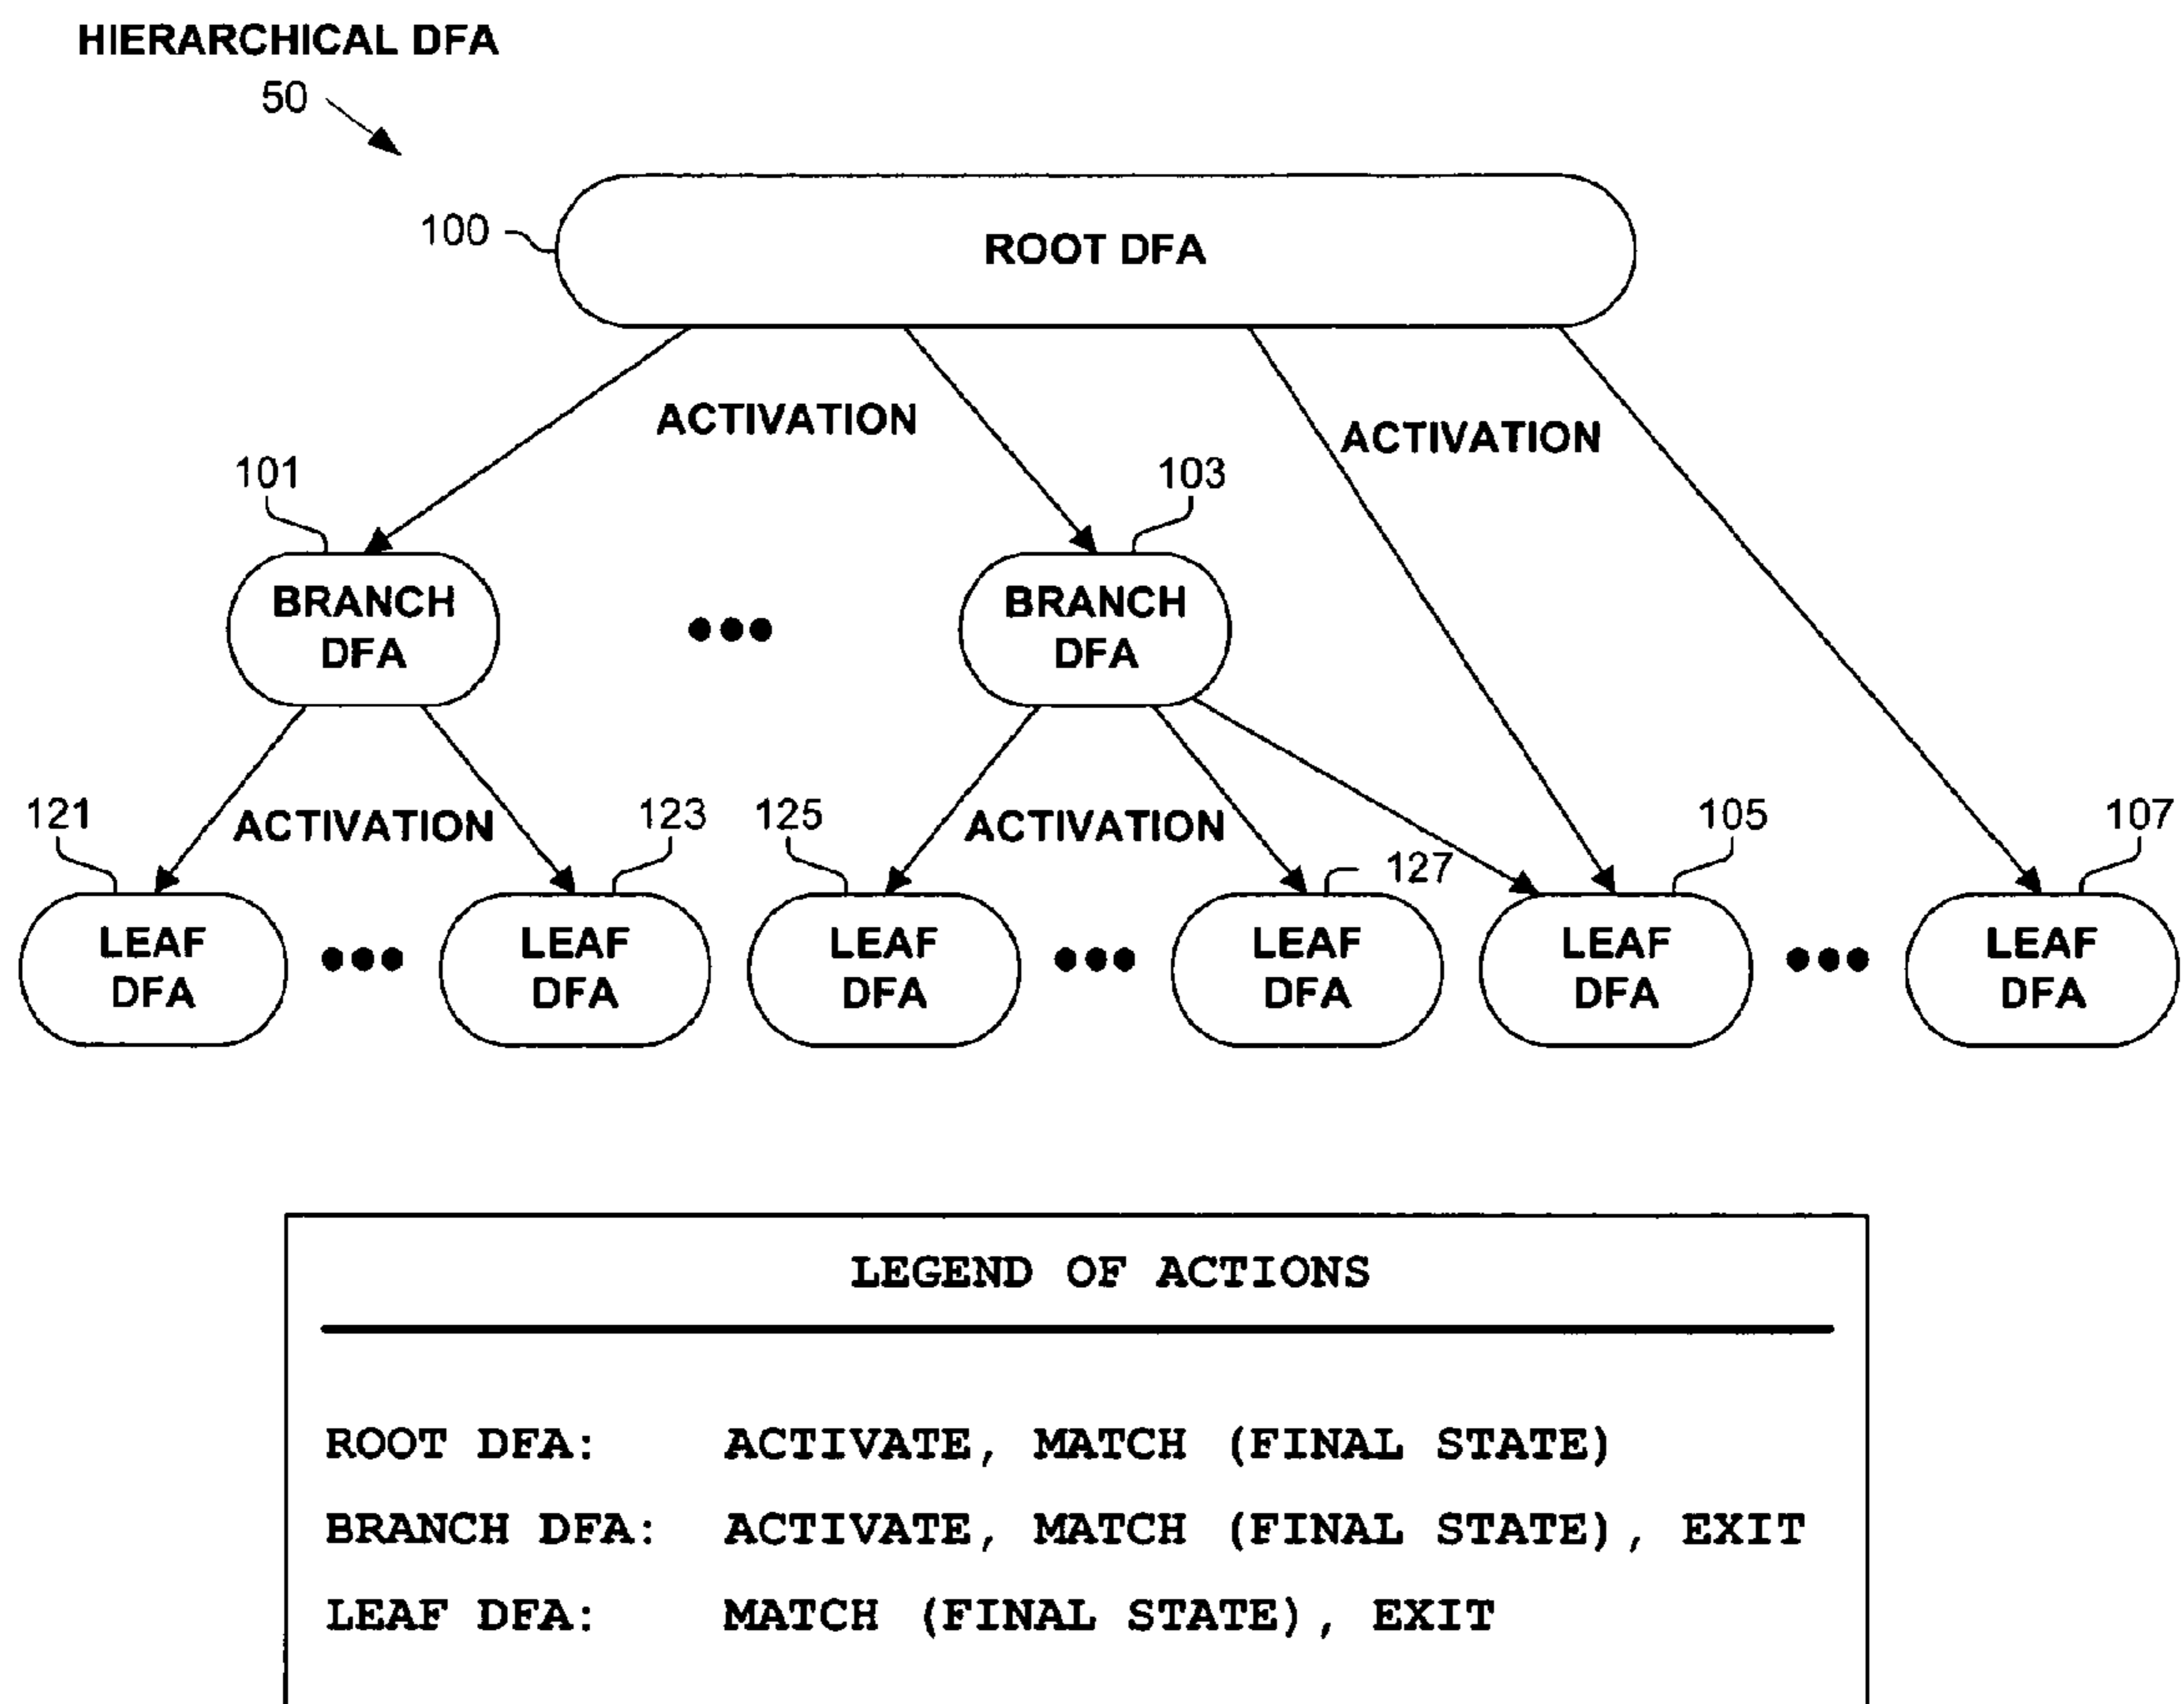 HIERARCHICAL DFA
50
100
ROOT DFA
ACTIVATION
ACTIVATION
101
103
BRANCH
DFA
BRANCH
DFA
121
ACTIVATION
123
125
ACTIVATION
127
105
107
LEAF
DFA
LEAF
DFA
LEAF
DFA
LEAF
DFA
LEAF
DFA
LEAF
DFA
LEGEND OF ACTIONS
ROOT DFA: ACTIVATE, MATCH (FINAL STATE)
BRANCH DFA: ACTIVATE, MATCH (FINAL STATE), EXIT
LEAF DFA: MATCH (FINAL STATE), EXIT